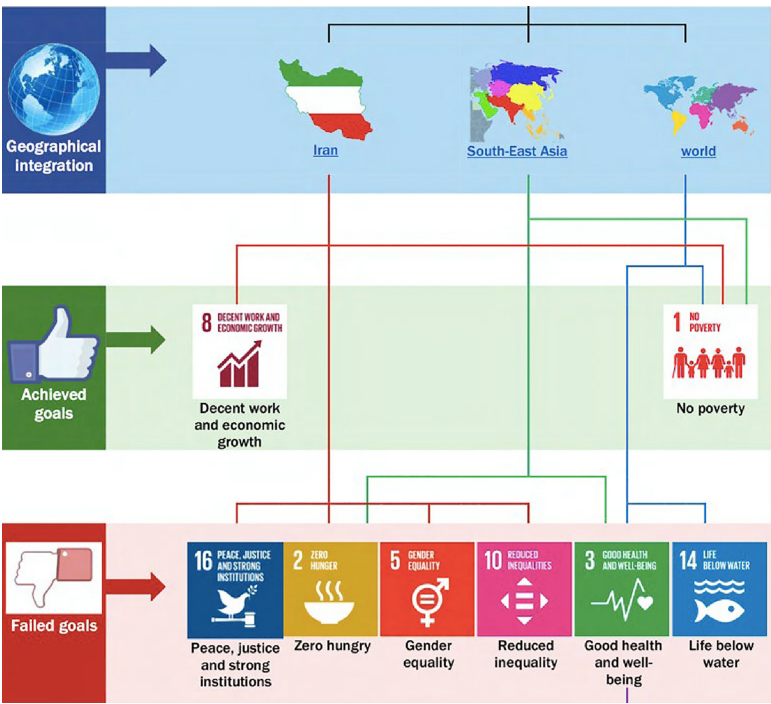 Geographical
integration
Iran
South-East Asia
world
Achieved
goals
8 DECENT WORK AND
ECONOMIC GROWTH
Decent work
and economic
growth
1 NO
POVERTY
No poverty
Failed goals
16 PEACE, JUSTICE
AND STRONG
INSTITUTIONS
Peace, justice
and strong
institutions
2 ZERO
HUNGER
Zero hungry
5 GENDER
EQUALITY
Gender
equality
10 REDUCED
INEQUALITIES
Reduced
inequality
3 GOOD HEALTH
AND WELL-BEING
Good health
and well-
being
14 LIFE
BELOW WATER
Life below
water